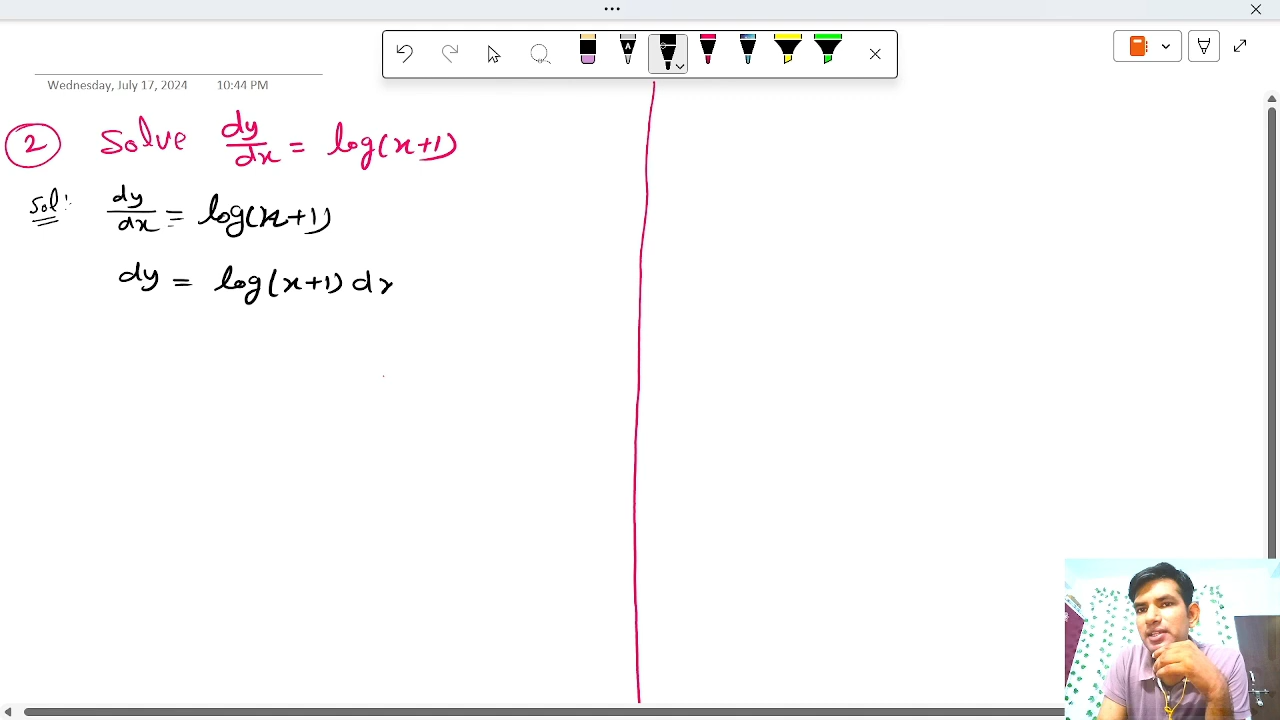 Wednesday, July 17, 2024 10:44 PM
2 Solve dy/dx = log(x+1)
Sol: dy/dx = log(x+1)
dy = log(x+1) dx